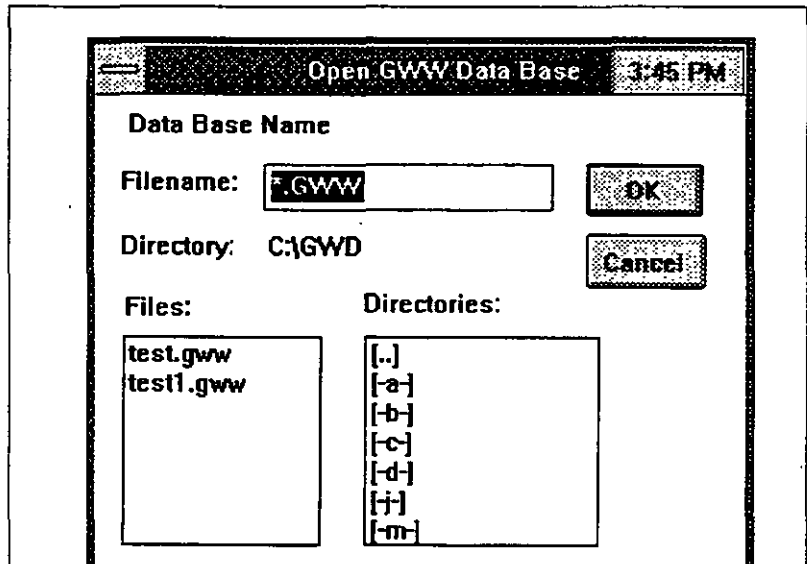 Open GWW Data Base 3:45 PM
Data Base Name
Filename: *.GWW OK
Directory: C:\GWD Cancel
Files: Directories:
test.gww [..]
test1.gww [-a-]
[-b-]
[-c-]
[-d-]
[-j-]
[-m-]